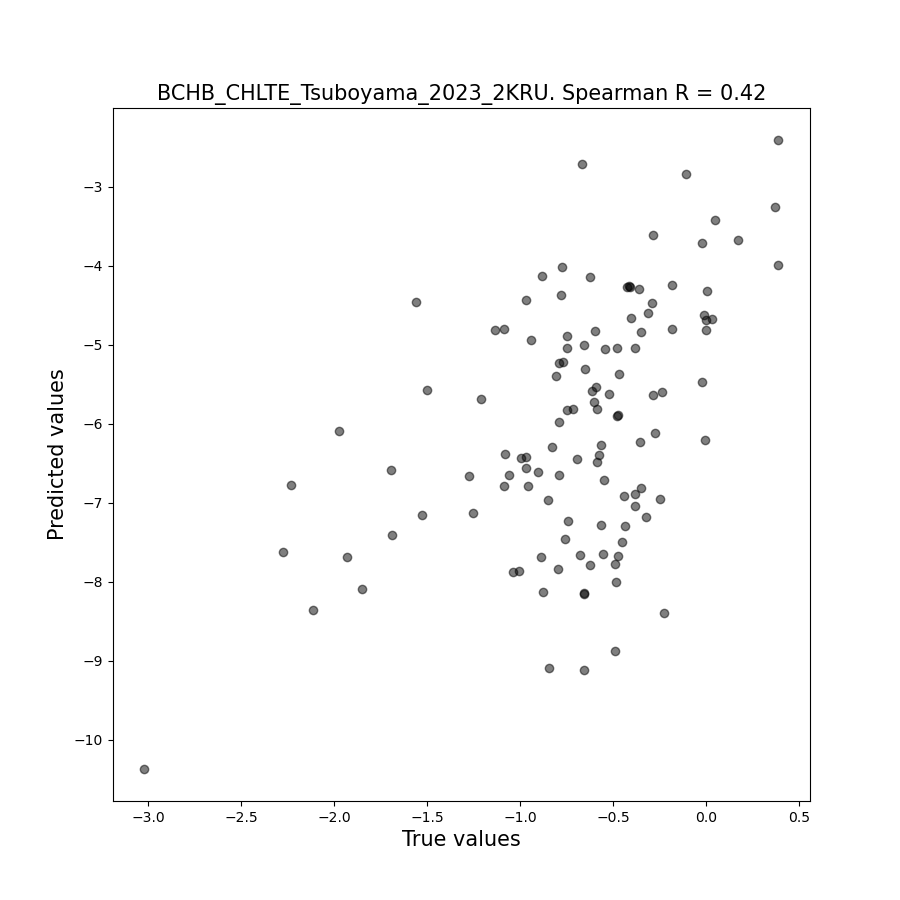 BCHB_CHLTE_Tsuboyama_2023_2KRU. Spearman R = 0.42
−3
−4
−5
−6
−7
−8
−9
−10
Predicted values
−3.0 −2.5 −2.0 −1.5 −1.0 −0.5 0.0 0.5
True values